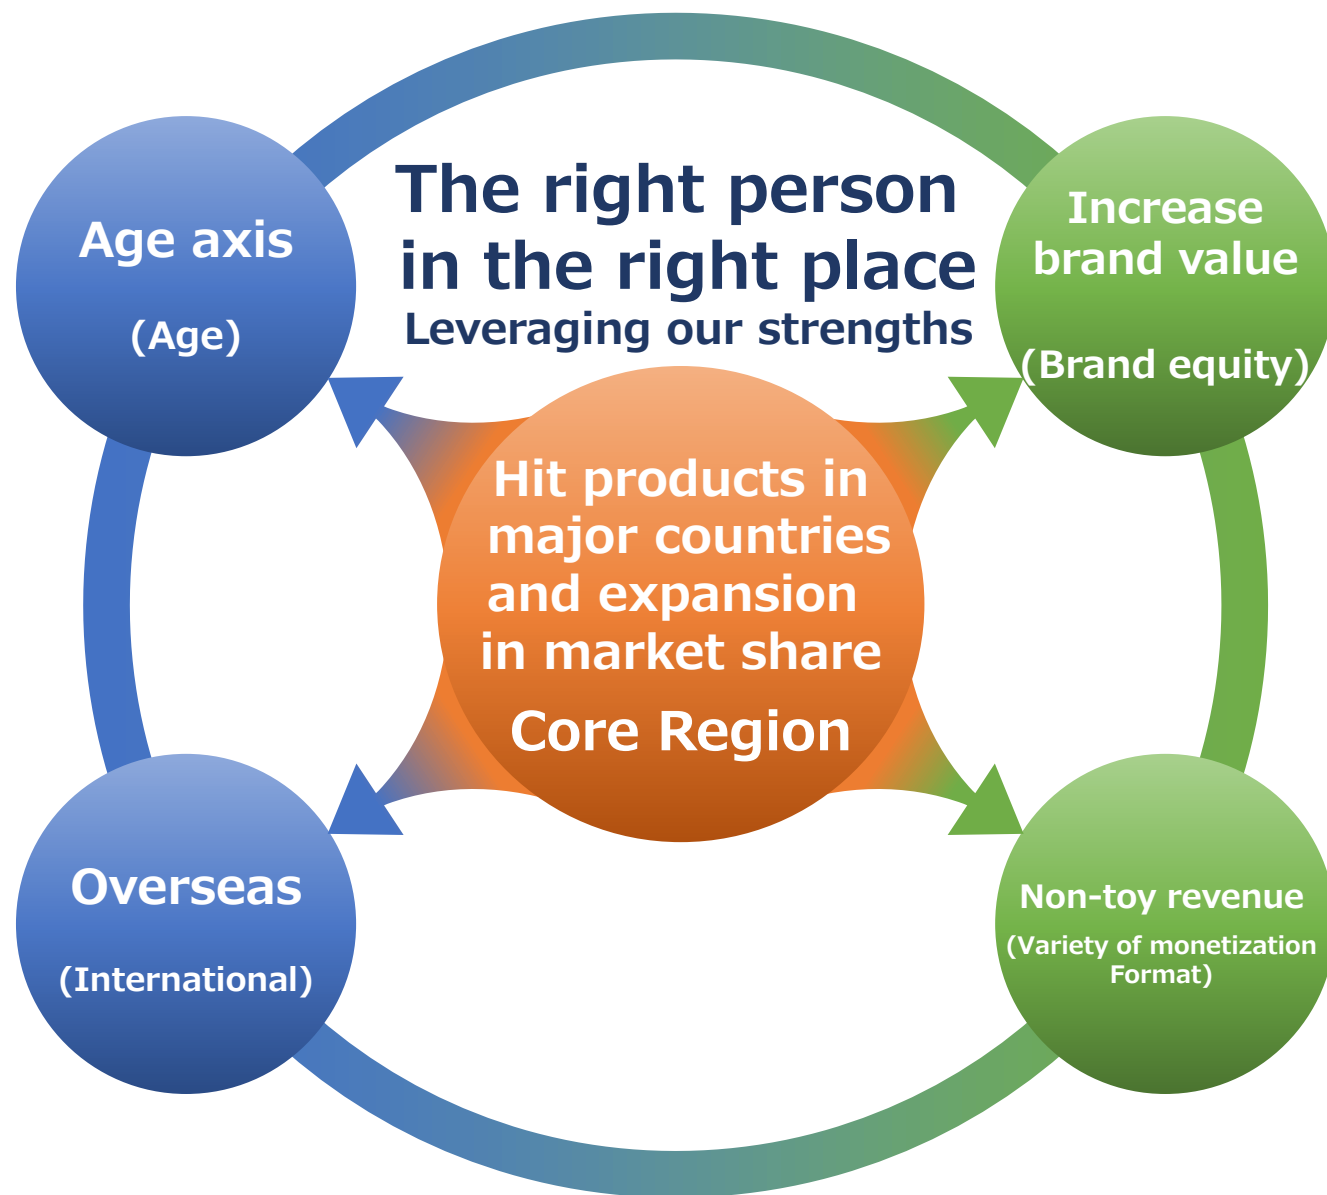 The right person
in the right place
Leveraging our strengths
Age axis
(Age)
Increase
brand value
(Brand equity)
Hit products in
major countries
and expansion
in market share
Core Region
Overseas
(International)
Non-toy revenue
(Variety of monetization
Format)